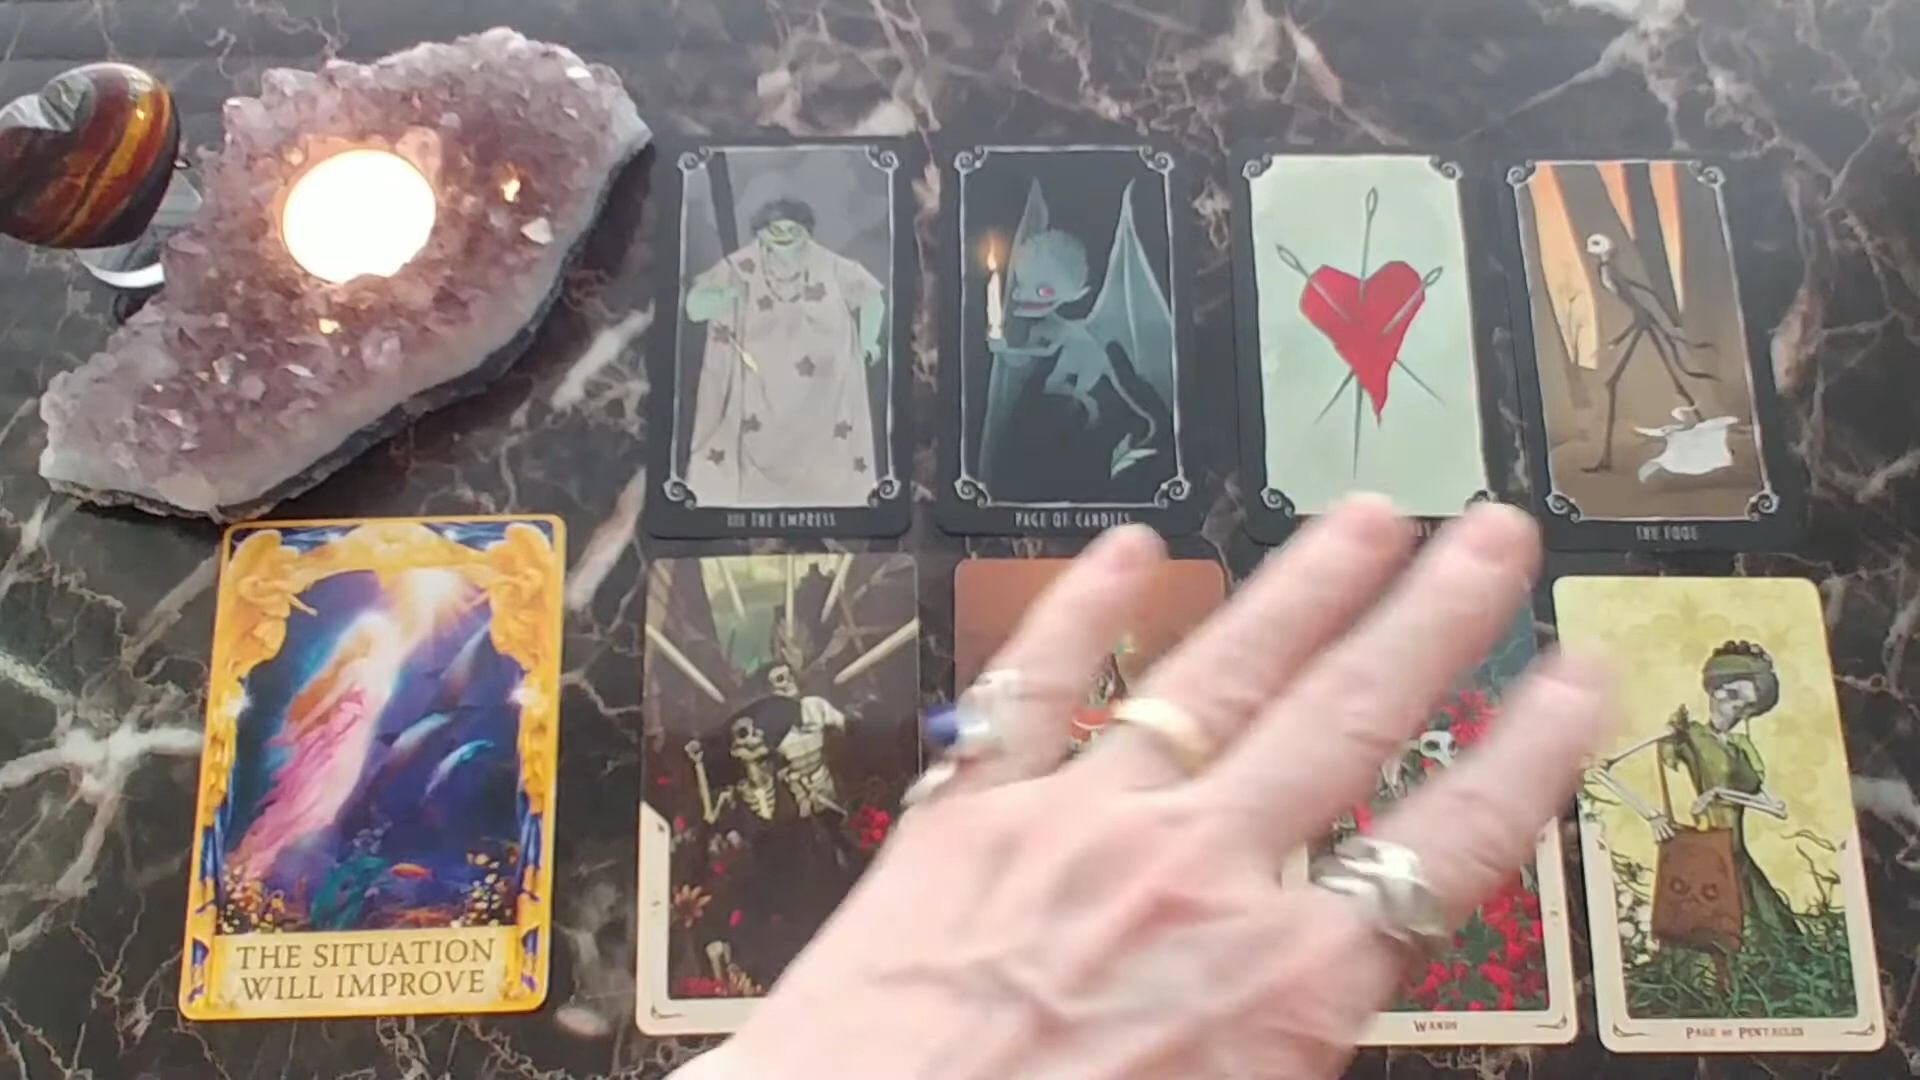 III THE EMPRESS
PAGE OF CANDLES
THE FOOL
THE SITUATION
WILL IMPROVE
WANDS
PAGE OF PENTACLES